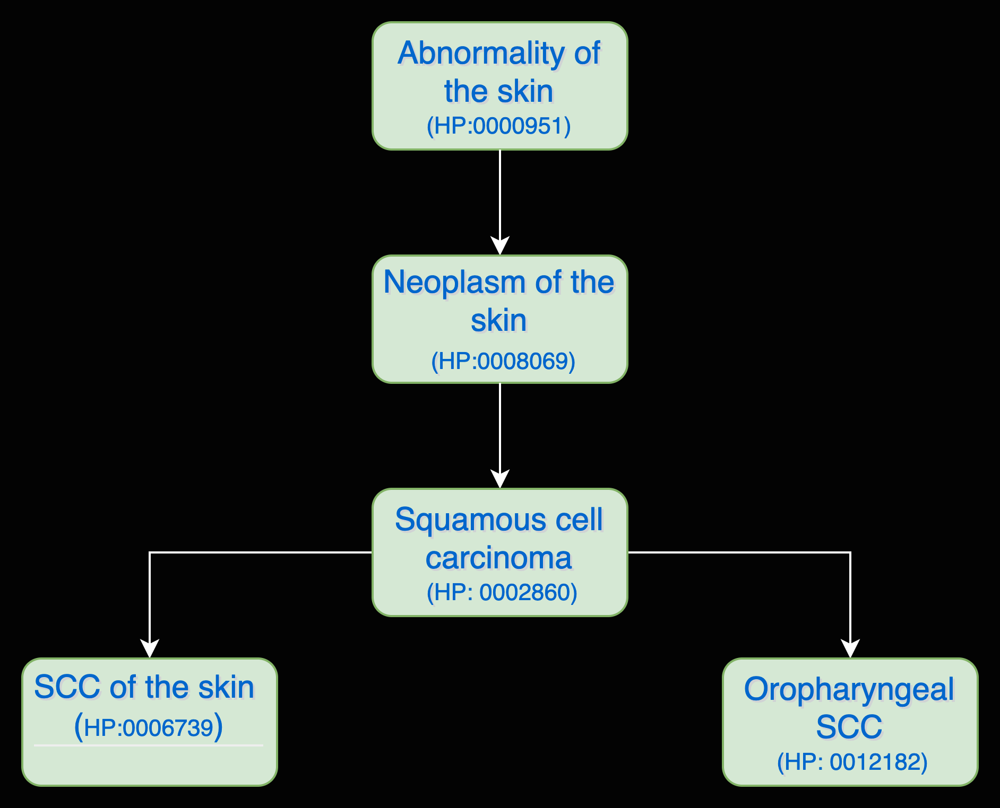 Abnormality of
the skin
(HP:0000951)
Neoplasm of the
skin
(HP:0008069)
Squamous cell
carcinoma
(HP: 0002860)
SCC of the skin
(HP:0006739)
Oropharyngeal
SCC
(HP: 0012182)